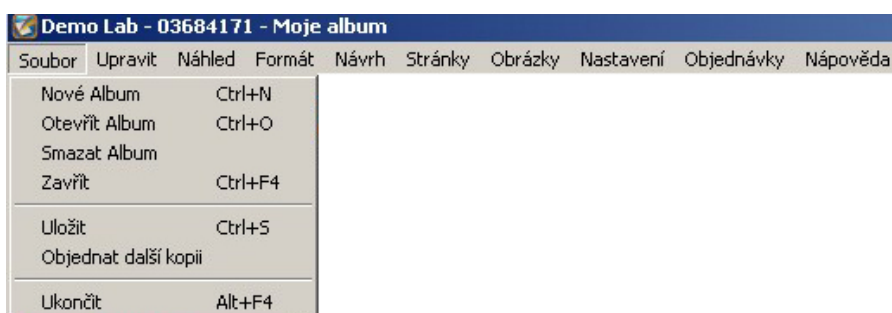 Demo Lab - 03684171 - Moje album
Soubor Upravit Náhled Formát Návrh Stránky Obrázky Nastavení Objednávky Nápověda
Nové Album Ctrl+N
Otevřít Album Ctrl+O
Smazat Album
Zavřít Ctrl+F4
Uložit Ctrl+S
Objednat další kopii
Ukončit Alt+F4